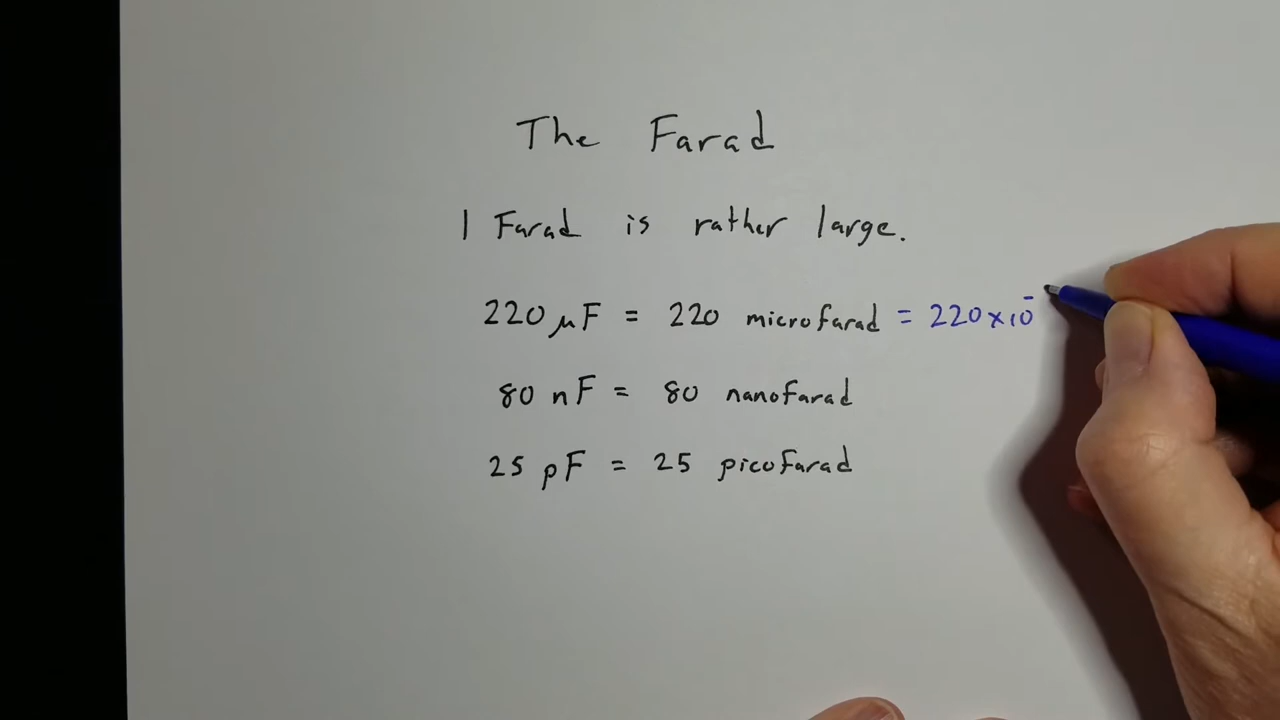 The Farad
1 Farad is rather large.
220 μF = 220 microfarad = 220×10⁻
80 nF = 80 nanofarad
25 pF = 25 picofarad